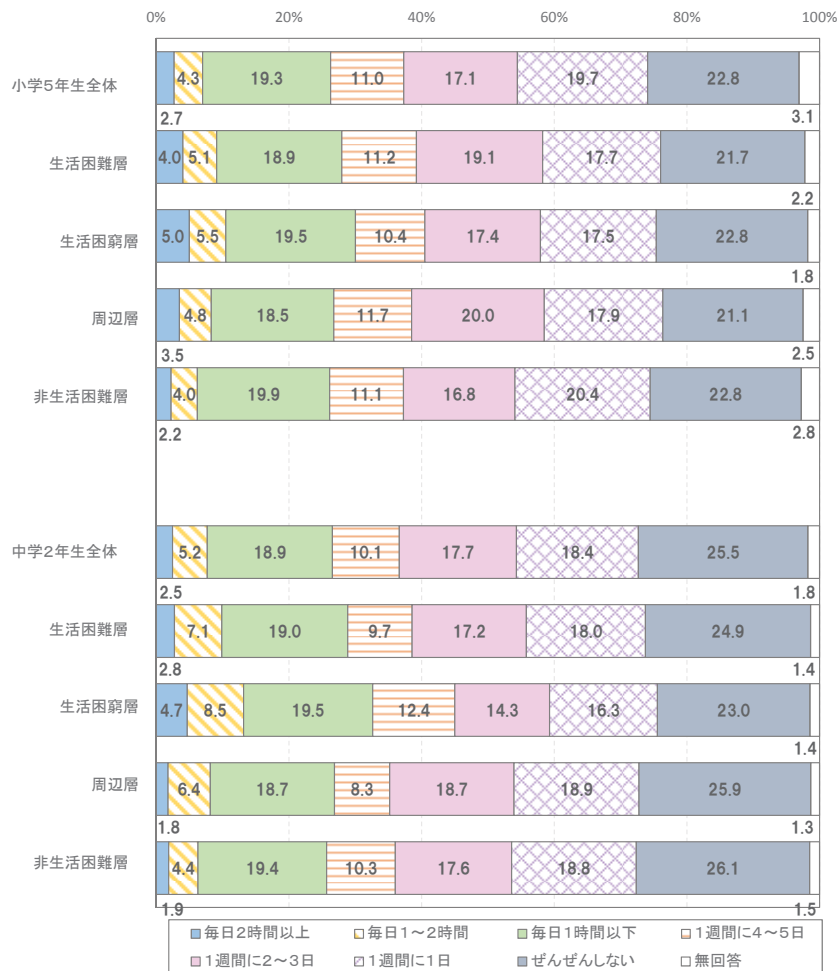 0% 20% 40% 60% 80% 100%
小学5年生全体 4.3 19.3 11.0 17.1 19.7 22.8
2.7 3.1
生活困難層 4.0 5.1 18.9 11.2 19.1 17.7 21.7
2.2
生活困窮層 5.0 5.5 19.5 10.4 17.4 17.5 22.8
1.8
周辺層 4.8 18.5 11.7 20.0 17.9 21.1
3.5 2.5
非生活困難層 4.0 19.9 11.1 16.8 20.4 22.8
2.2 2.8
中学2年生全体 5.2 18.9 10.1 17.7 18.4 25.5
2.5 1.8
生活困難層 7.1 19.0 9.7 17.2 18.0 24.9
2.8 1.4
生活困窮層 4.7 8.5 19.5 12.4 14.3 16.3 23.0
1.4
周辺層 6.4 18.7 8.3 18.7 18.9 25.9
1.8 1.3
非生活困難層 4.4 19.4 10.3 17.6 18.8 26.1
1.9 1.5
毎日2時間以上 毎日1～2時間 毎日1時間以下 1週間に4～5日
1週間に2～3日 1週間に1日 ぜんぜんしない 無回答